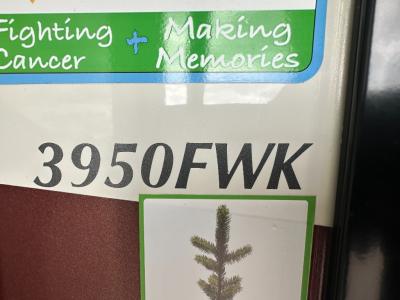 Fighting Making
Cancer + Memories
3950FWK